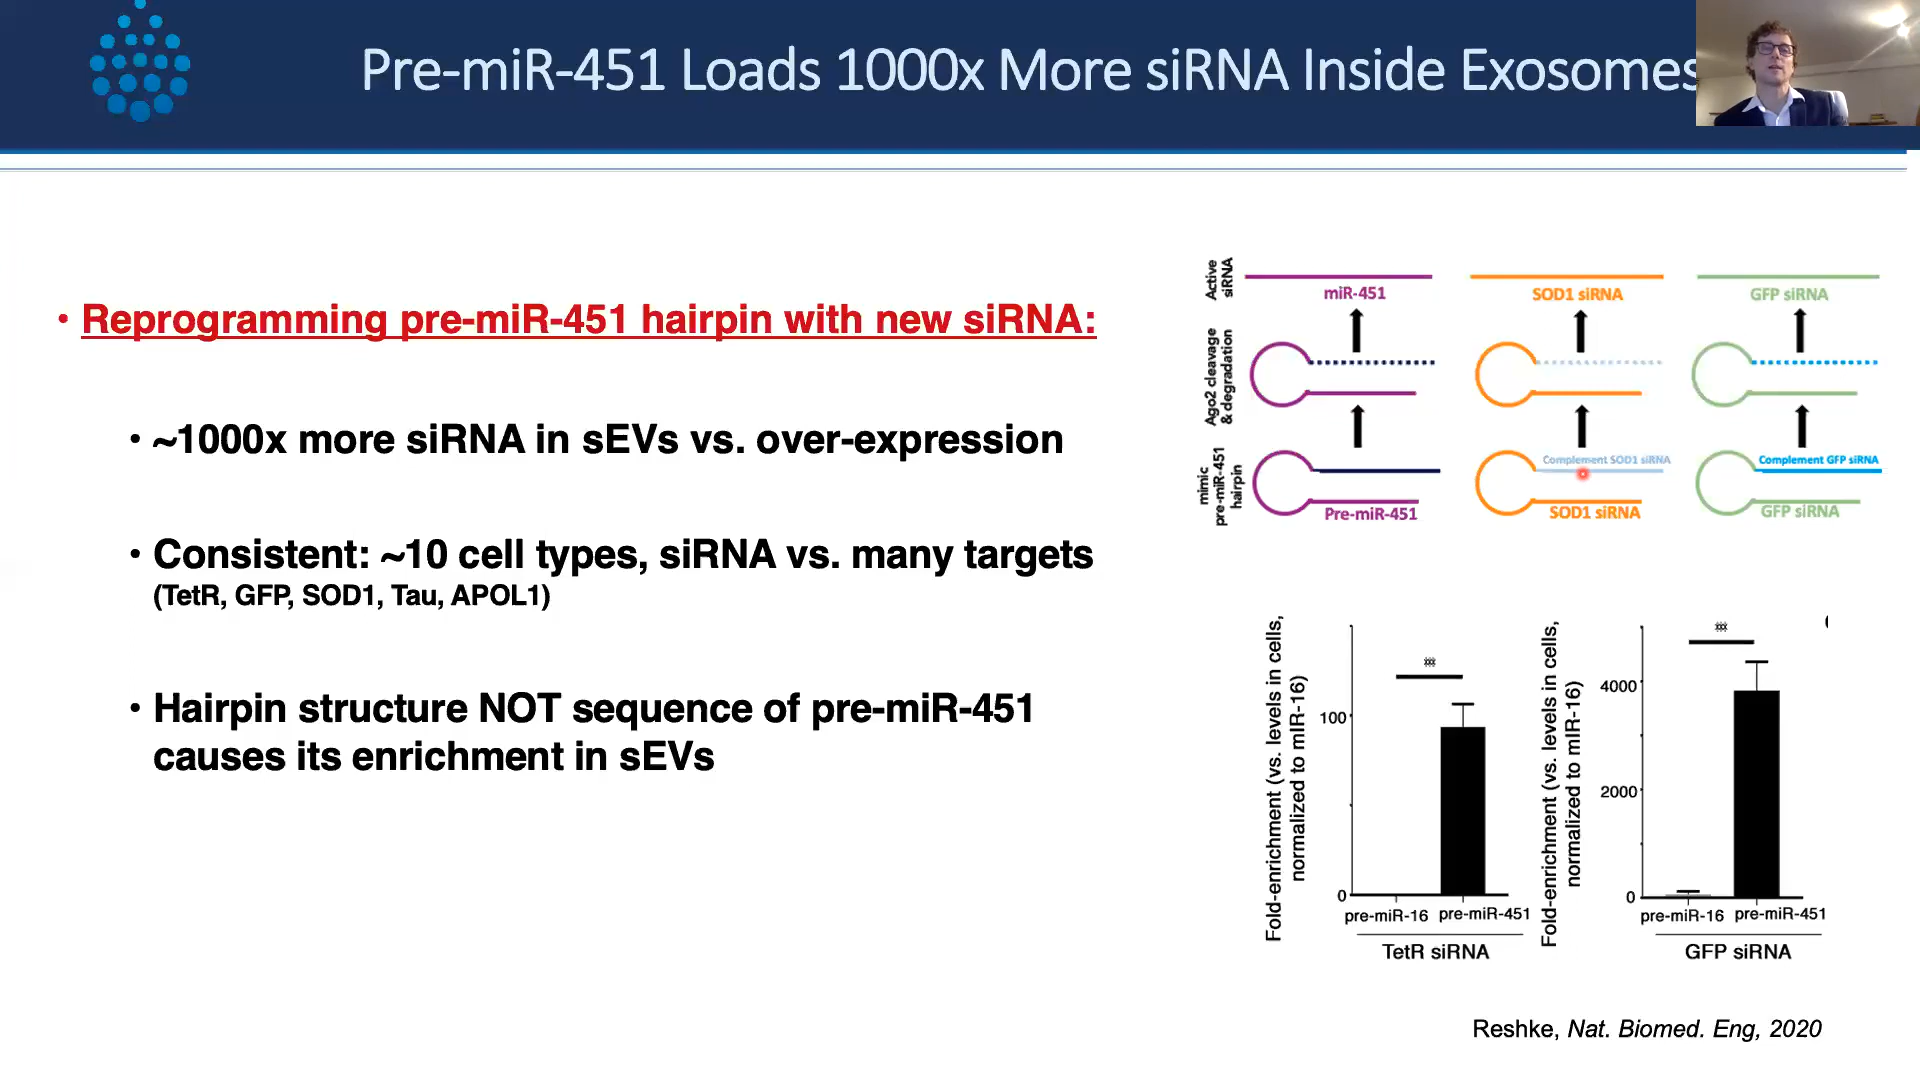 Pre-miR-451 Loads 1000x More siRNA Inside Exosomes
• Reprogramming pre-miR-451 hairpin with new siRNA:
• ~1000x more siRNA in sEVs vs. over-expression
• Consistent: ~10 cell types, siRNA vs. many targets
(TetR, GFP, SOD1, Tau, APOL1)
• Hairpin structure NOT sequence of pre-miR-451
causes its enrichment in sEVs
Active
siRNA
miR-451
SOD1 siRNA
GFP siRNA
Ago2 cleavage
& degradation
mimic
pre-miR-451
hairpin
Complement SOD1 siRNA
Complement GFP siRNA
Pre-miR-451
SOD1 siRNA
GFP siRNA
Fold-enrichment (vs. levels in cells,
normalized to mIR-16)
***
100
0
pre-miR-16
pre-miR-451
TetR siRNA
Fold-enrichment (vs. levels in cells,
normalized to mIR-16)
***
4000
2000
0
pre-miR-16
pre-miR-451
GFP siRNA
Reshke, Nat. Biomed. Eng, 2020